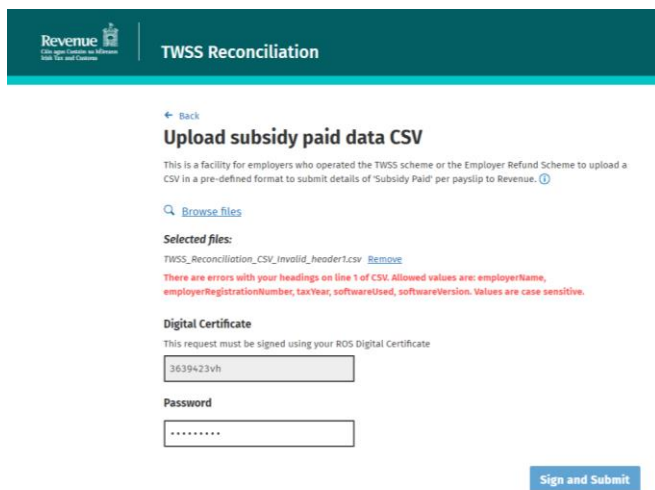 Revenue
Cáin agus Custaim na hÉireann
Irish Tax and Customs
TWSS Reconciliation
← Back
Upload subsidy paid data CSV
This is a facility for employers who operated the TWSS scheme or the Employer Refund Scheme to upload a
CSV in a pre-defined format to submit details of 'Subsidy Paid' per payslip to Revenue.
Browse files
Selected files:
TWSS_Reconciliation_CSV_Invalid_header1.csv Remove
There are errors with your headings on line 1 of CSV. Allowed values are: employerName,
employerRegistrationNumber, taxYear, softwareUsed, softwareVersion. Values are case sensitive.
Digital Certificate
This request must be signed using your ROS Digital Certificate
3639423vh
Password
•••••••••
Sign and Submit